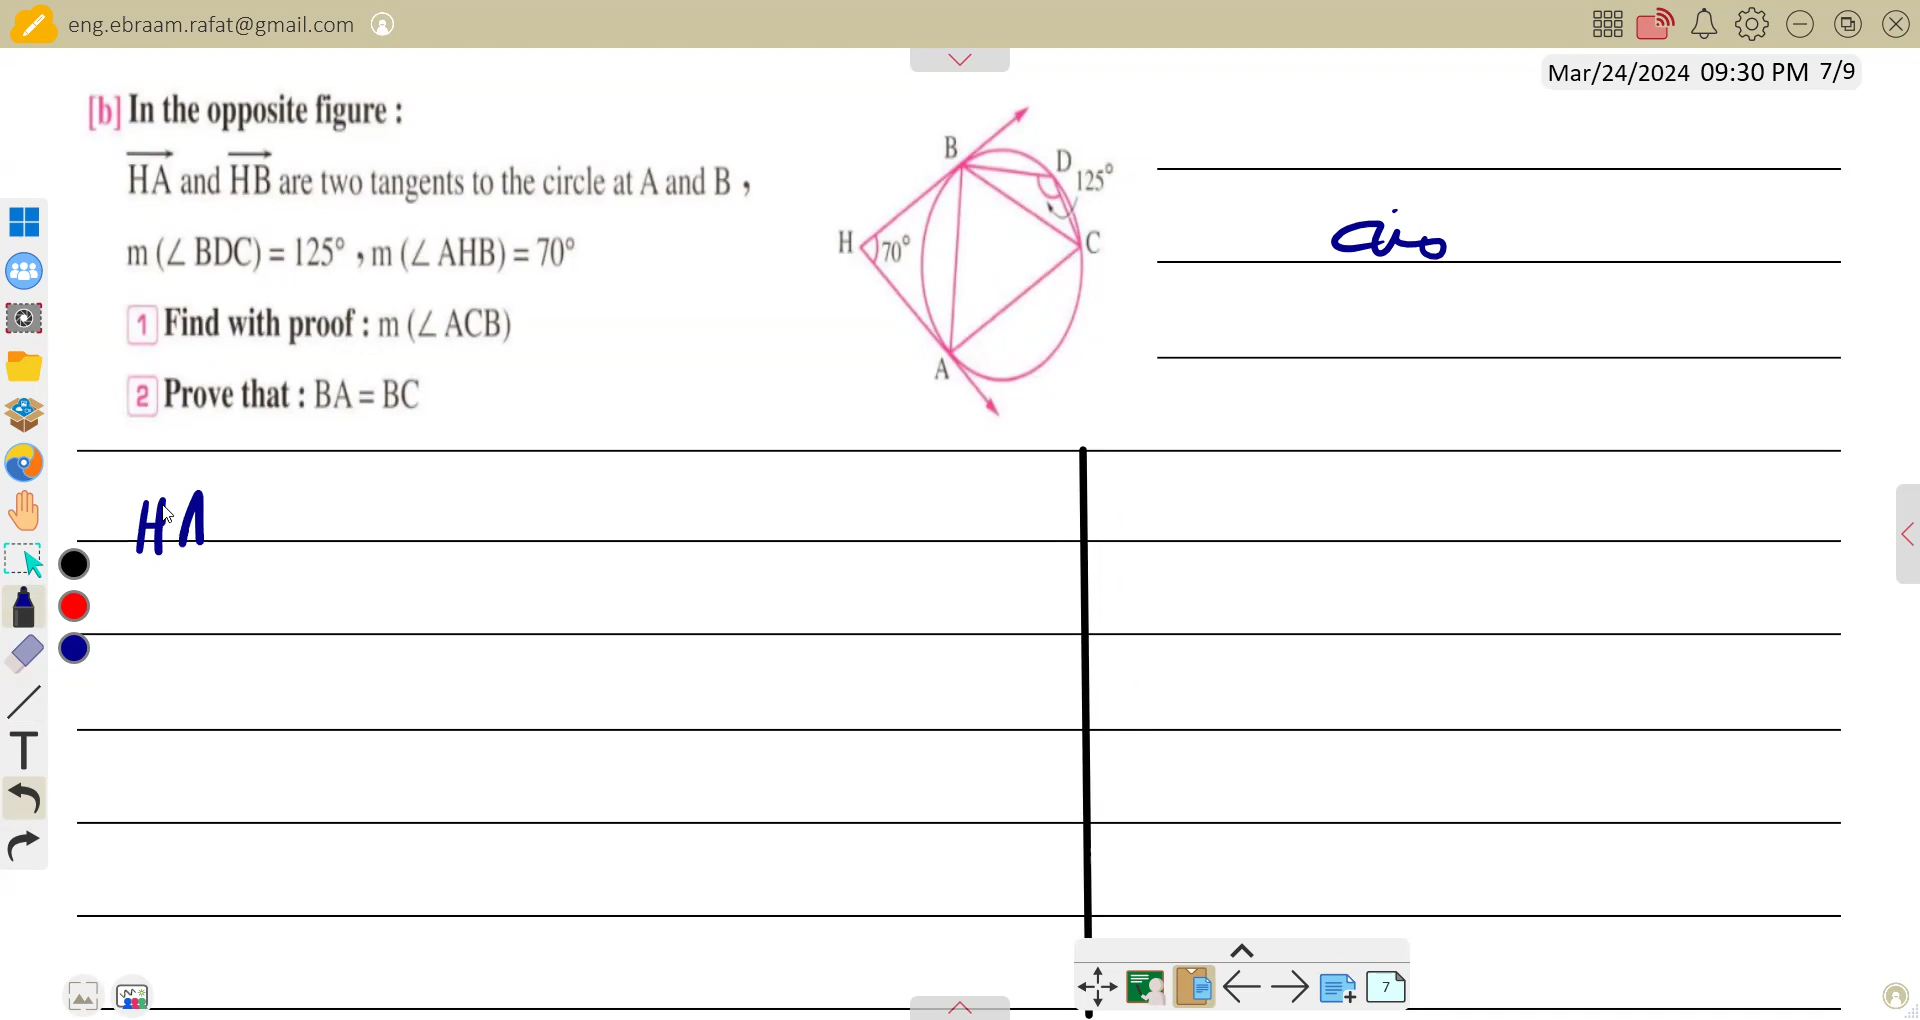 eng.ebraam.rafat@gmail.com
Mar/24/2024 09:30 PM 7/9
[b] In the opposite figure :
HA and HB are two tangents to the circle at A and B ,
m (∠ BDC) = 125° , m (∠ AHB) = 70°
1 Find with proof : m (∠ ACB)
2 Prove that : BA = BC
B
D
125°
H
70°
C
A
HA
T
7